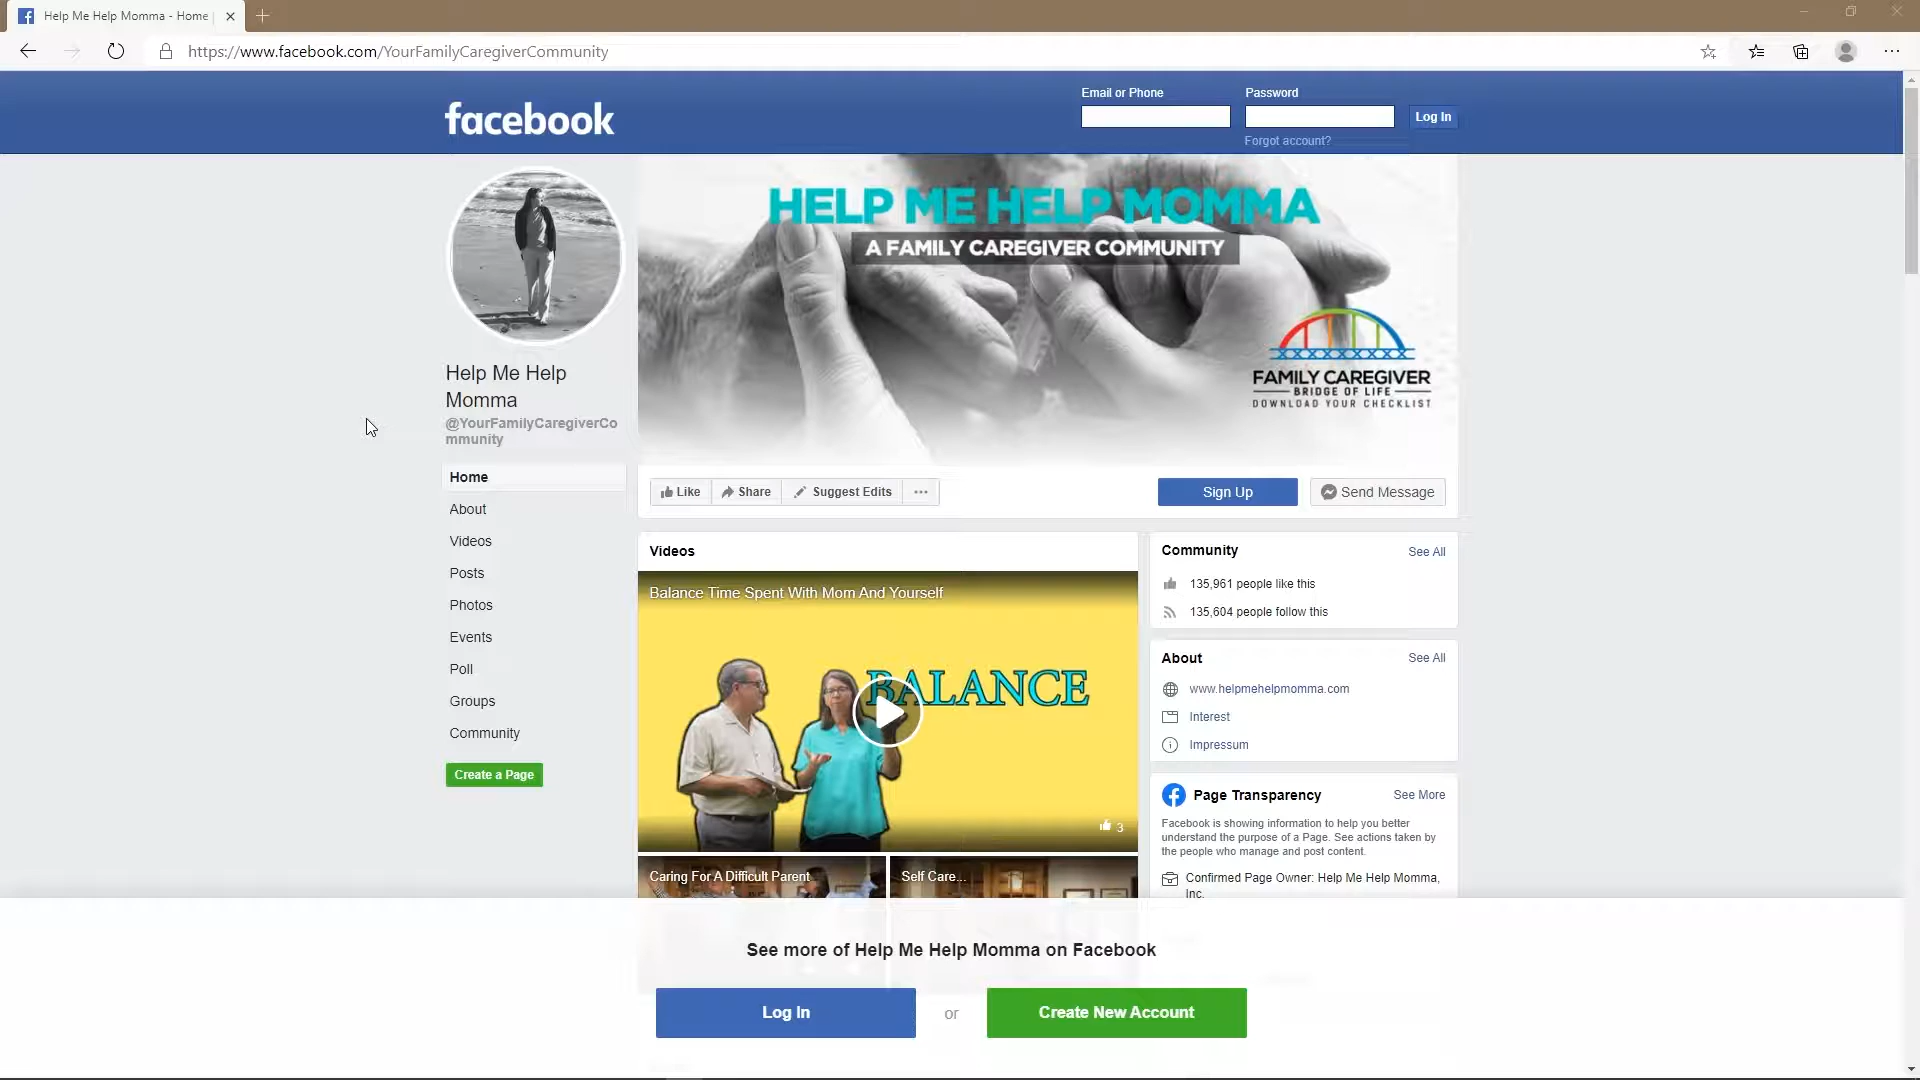 Help Me Help Momma - Home
https://www.facebook.com/YourFamilyCaregiverCommunity
facebook
Email or Phone
Password
Log In
Forgot account?
HELP ME HELP MOMMA
A FAMILY CAREGIVER COMMUNITY
FAMILY CAREGIVER
BRIDGE OF LIFE
DOWNLOAD YOUR CHECKLIST
Help Me Help
Momma
@YourFamilyCaregiverCo
mmunity
Home
About
Videos
Posts
Photos
Events
Poll
Groups
Community
Create a Page
Like
Share
Suggest Edits
Sign Up
Send Message
Videos
Balance Time Spent With Mom And Yourself
BALANCE
3
Caring For A Difficult Parent
Self Care...
Community
See All
135,961 people like this
135,604 people follow this
About
See All
www.helpmehelpmomma.com
Interest
Impressum
Page Transparency
See More
Facebook is showing information to help you better
understand the purpose of a Page. See actions taken by
the people who manage and post content.
Confirmed Page Owner: Help Me Help Momma,
Inc.
See more of Help Me Help Momma on Facebook
Log In
or
Create New Account